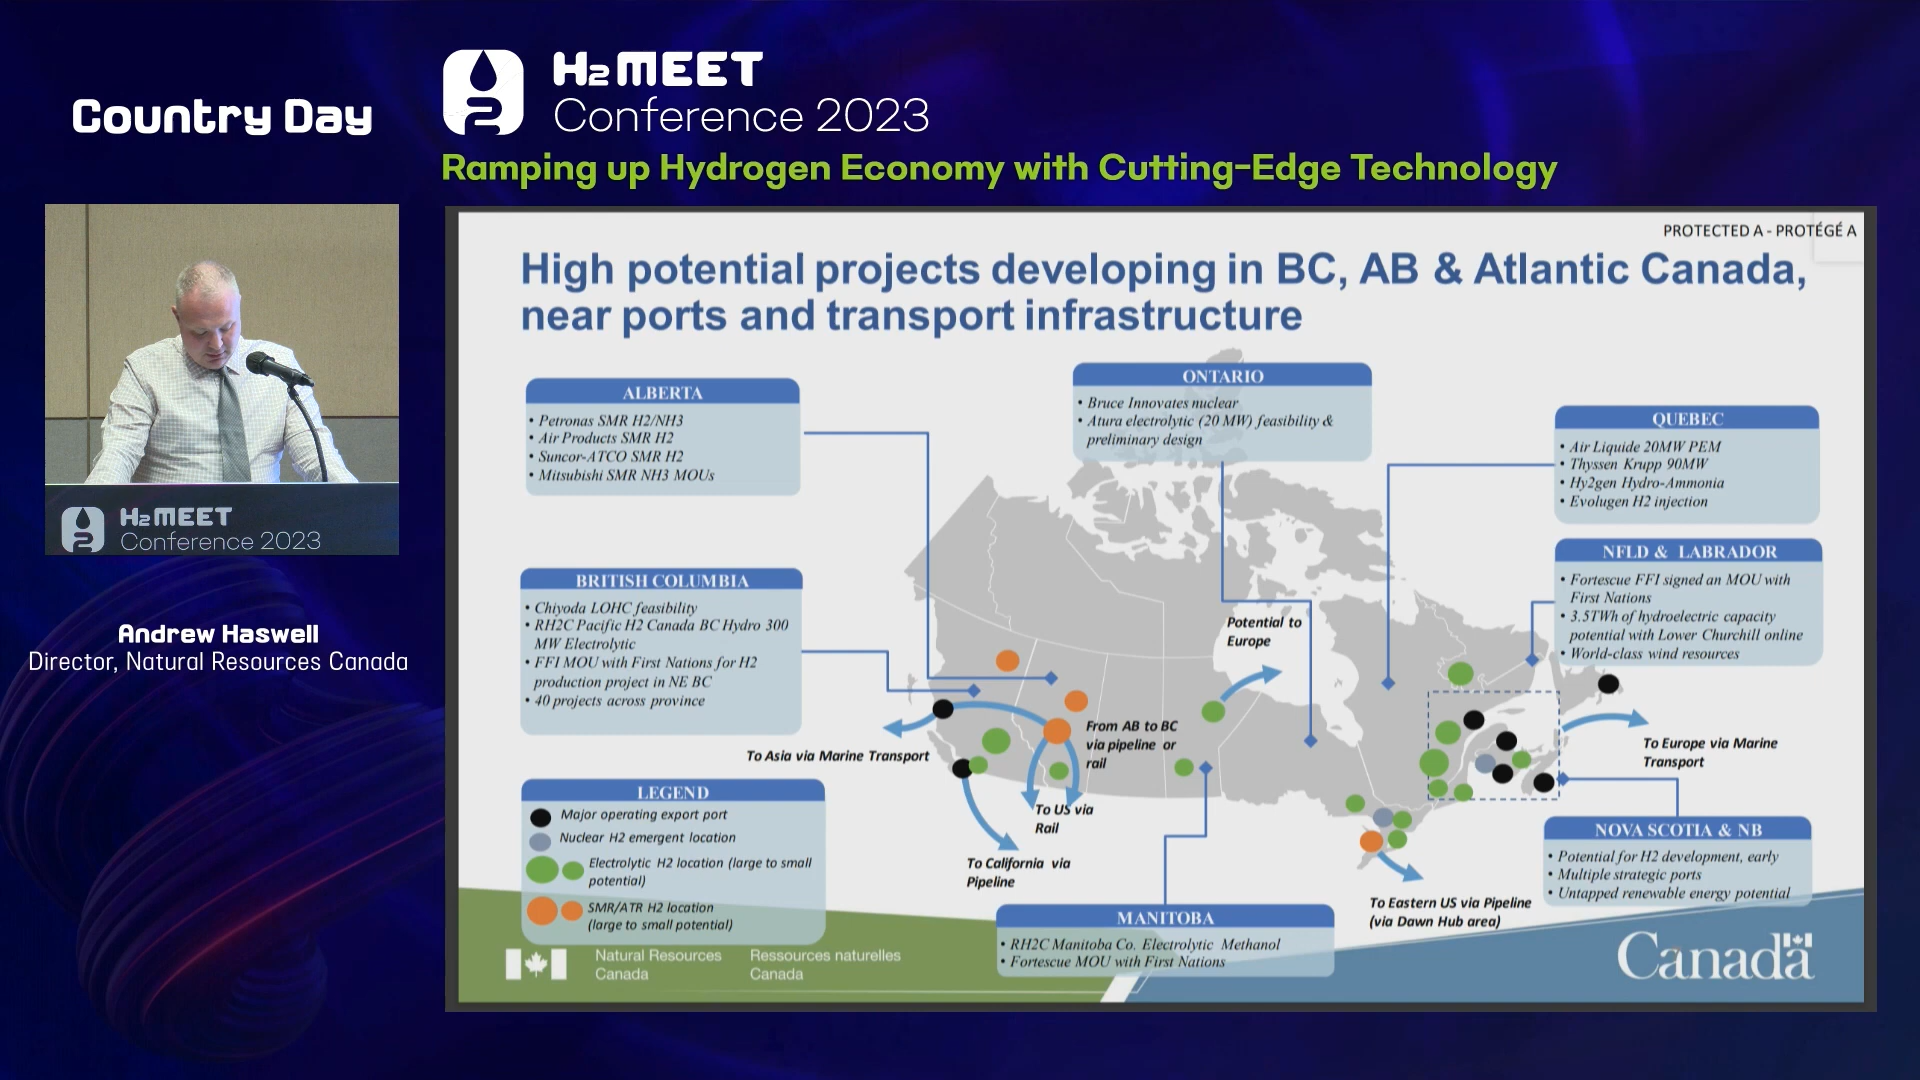 Country Day
H2 MEET
Conference 2023
Ramping up Hydrogen Economy with Cutting-Edge Technology
H2 MEET
Conference 2023
Andrew Haswell
Director, Natural Resources Canada
PROTECTED A - PROTÉGÉ A
High potential projects developing in BC, AB & Atlantic Canada,
near ports and transport infrastructure
ALBERTA
• Petronas SMR H2/NH3
• Air Products SMR H2
• Suncor-ATCO SMR H2
• Mitsubishi SMR NH3 MOUs
ONTARIO
• Bruce Innovates nuclear
• Atura electrolytic (20 MW) feasibility &
preliminary design
QUEBEC
• Air Liquide 20MW PEM
• Thyssen Krupp 90MW
• Hy2gen Hydro-Ammonia
• Evolugen H2 injection
NFLD & LABRADOR
• Fortescue FFI signed an MOU with
First Nations
• 3.5TWh of hydroelectric capacity
potential with Lower Churchill online
• World-class wind resources
BRITISH COLUMBIA
• Chiyoda LOHC feasibility
• RH2C Pacific H2 Canada BC Hydro 300
MW Electrolytic
• FFI MOU with First Nations for H2
production project in NE BC
• 40 projects across province
Potential to
Europe
From AB to BC
via pipeline or
rail
To Asia via Marine Transport
To Europe via Marine
Transport
To US via
Rail
To California via
Pipeline
To Eastern US via Pipeline
(via Dawn Hub area)
LEGEND
Major operating export port
Nuclear H2 emergent location
Electrolytic H2 location (large to small
potential)
SMR/ATR H2 location
(large to small potential)
NOVA SCOTIA & NB
• Potential for H2 development, early
• Multiple strategic ports
• Untapped renewable energy potential
MANITOBA
• RH2C Manitoba Co. Electrolytic Methanol
• Fortescue MOU with First Nations
Natural Resources
Canada
Ressources naturelles
Canada
Canada